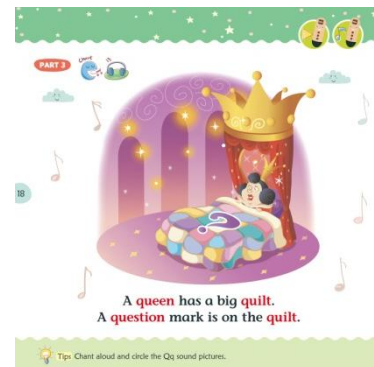 PART 3
Chant
18
?
A queen has a big quilt.
A question mark is on the quilt.
Tips Chant aloud and circle the Qq sound pictures.